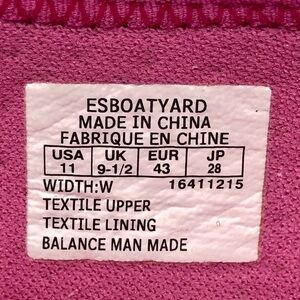 ESBOATYARD
MADE IN CHINA
FABRIQUE EN CHINE
USA UK EUR JP
11 9-1/2 43 28
WIDTH:W 16411215
TEXTILE UPPER
TEXTILE LINING
BALANCE MAN MADE